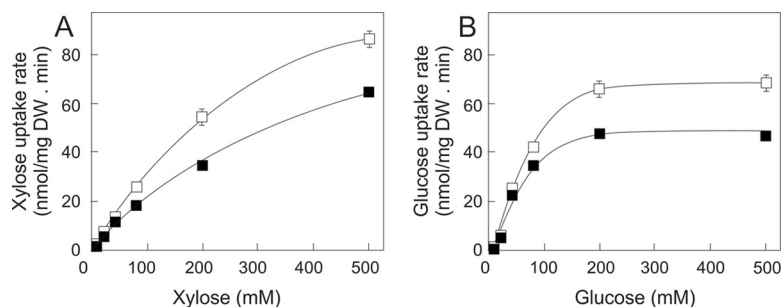 A
Xylose uptake rate
(nmol/mg DW . min)
80
60
40
20
0
0 100 200 300 400 500
Xylose (mM)
B
Glucose uptake rate
(nmol/mg DW . min)
80
60
40
20
0
0 100 200 300 400 500
Glucose (mM)